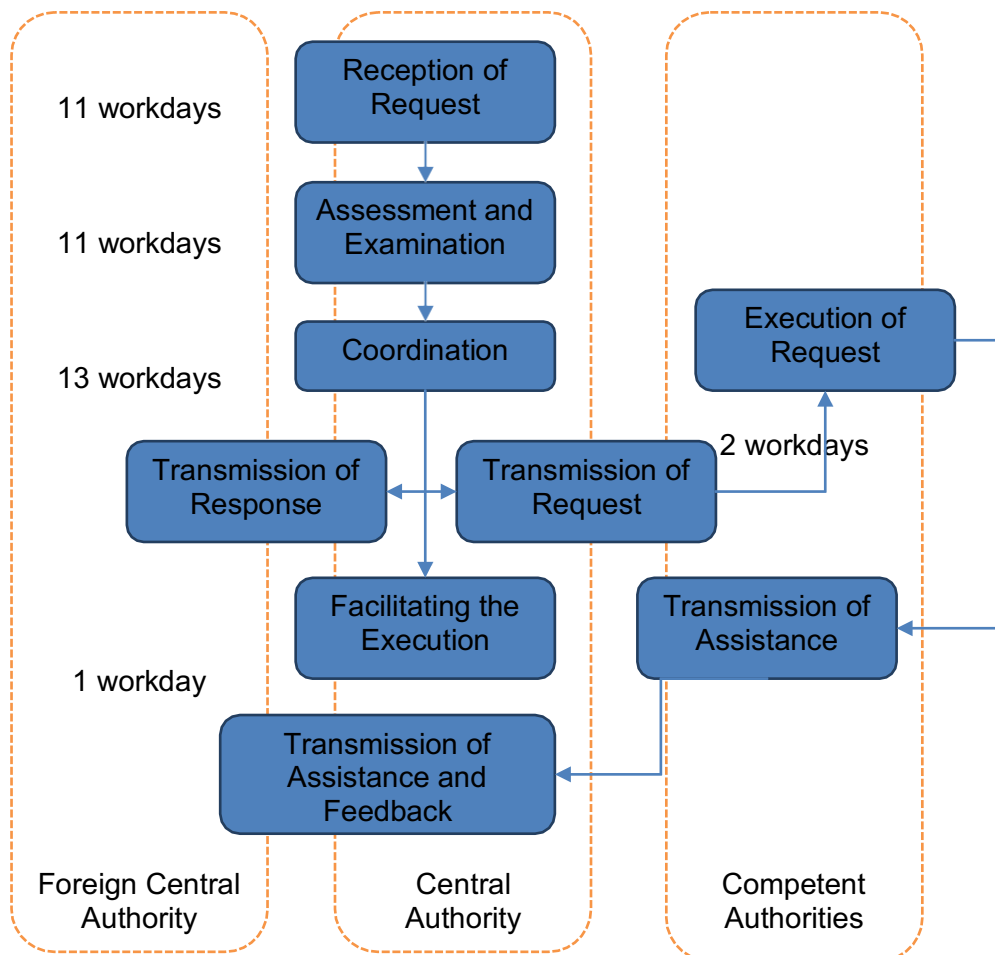 Reception of
Request
11 workdays
Assessment and
Examination
11 workdays
Execution of
Request
Coordination
13 workdays
2 workdays
Transmission of
Response
Transmission of
Request
Facilitating the
Execution
Transmission of
Assistance
1 workday
Transmission of
Assistance and
Feedback
Foreign Central
Authority
Central
Authority
Competent
Authorities